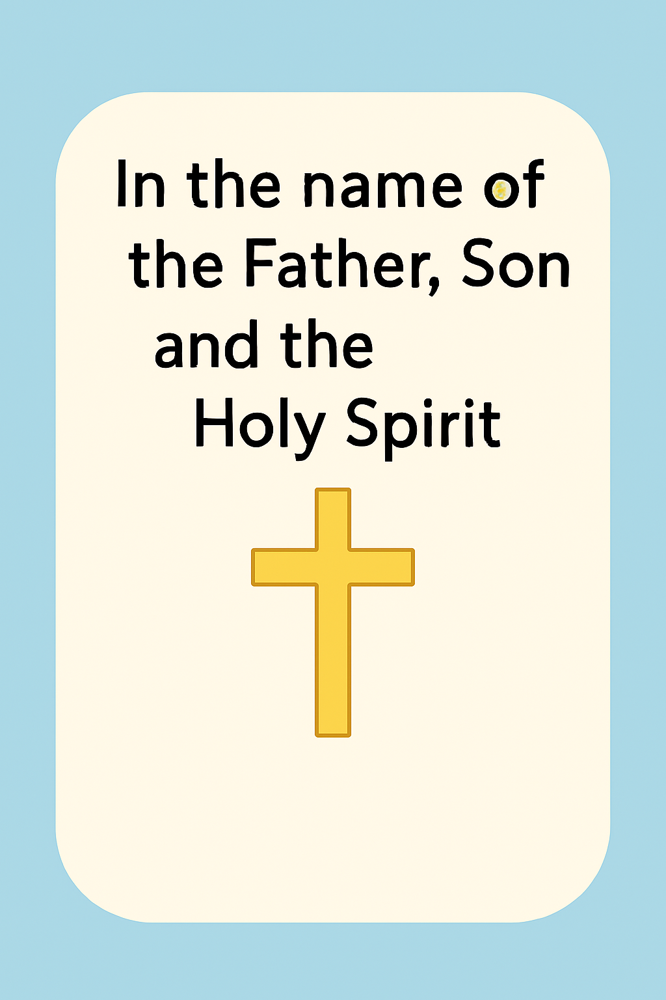 In the name of
the Father, Son
and the
Holy Spirit